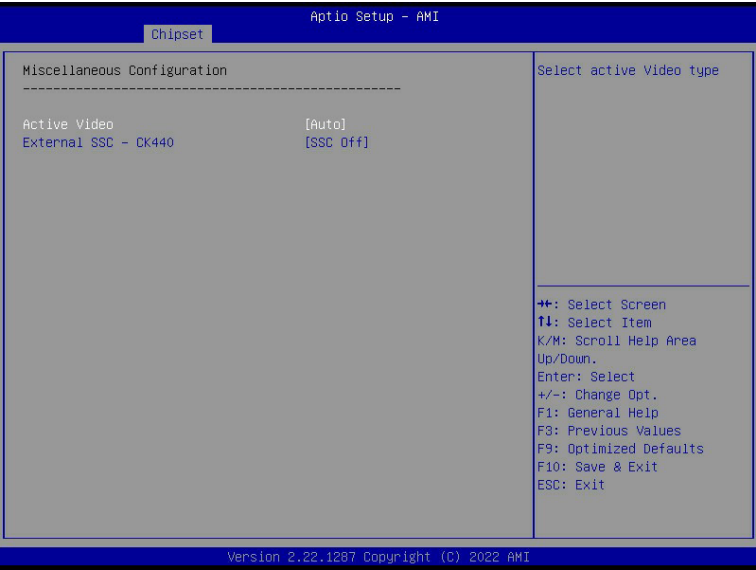 Aptio Setup – AMI
Chipset
Miscellaneous Configuration
--------------------------------------------------
Active Video [Auto]
External SSC – CK440 [SSC Off]
Select active Video type
→←: Select Screen
↑↓: Select Item
K/M: Scroll Help Area
Up/Down.
Enter: Select
+/-: Change Opt.
F1: General Help
F3: Previous Values
F9: Optimized Defaults
F10: Save & Exit
ESC: Exit
Version 2.22.1287 Copyright (C) 2022 AMI